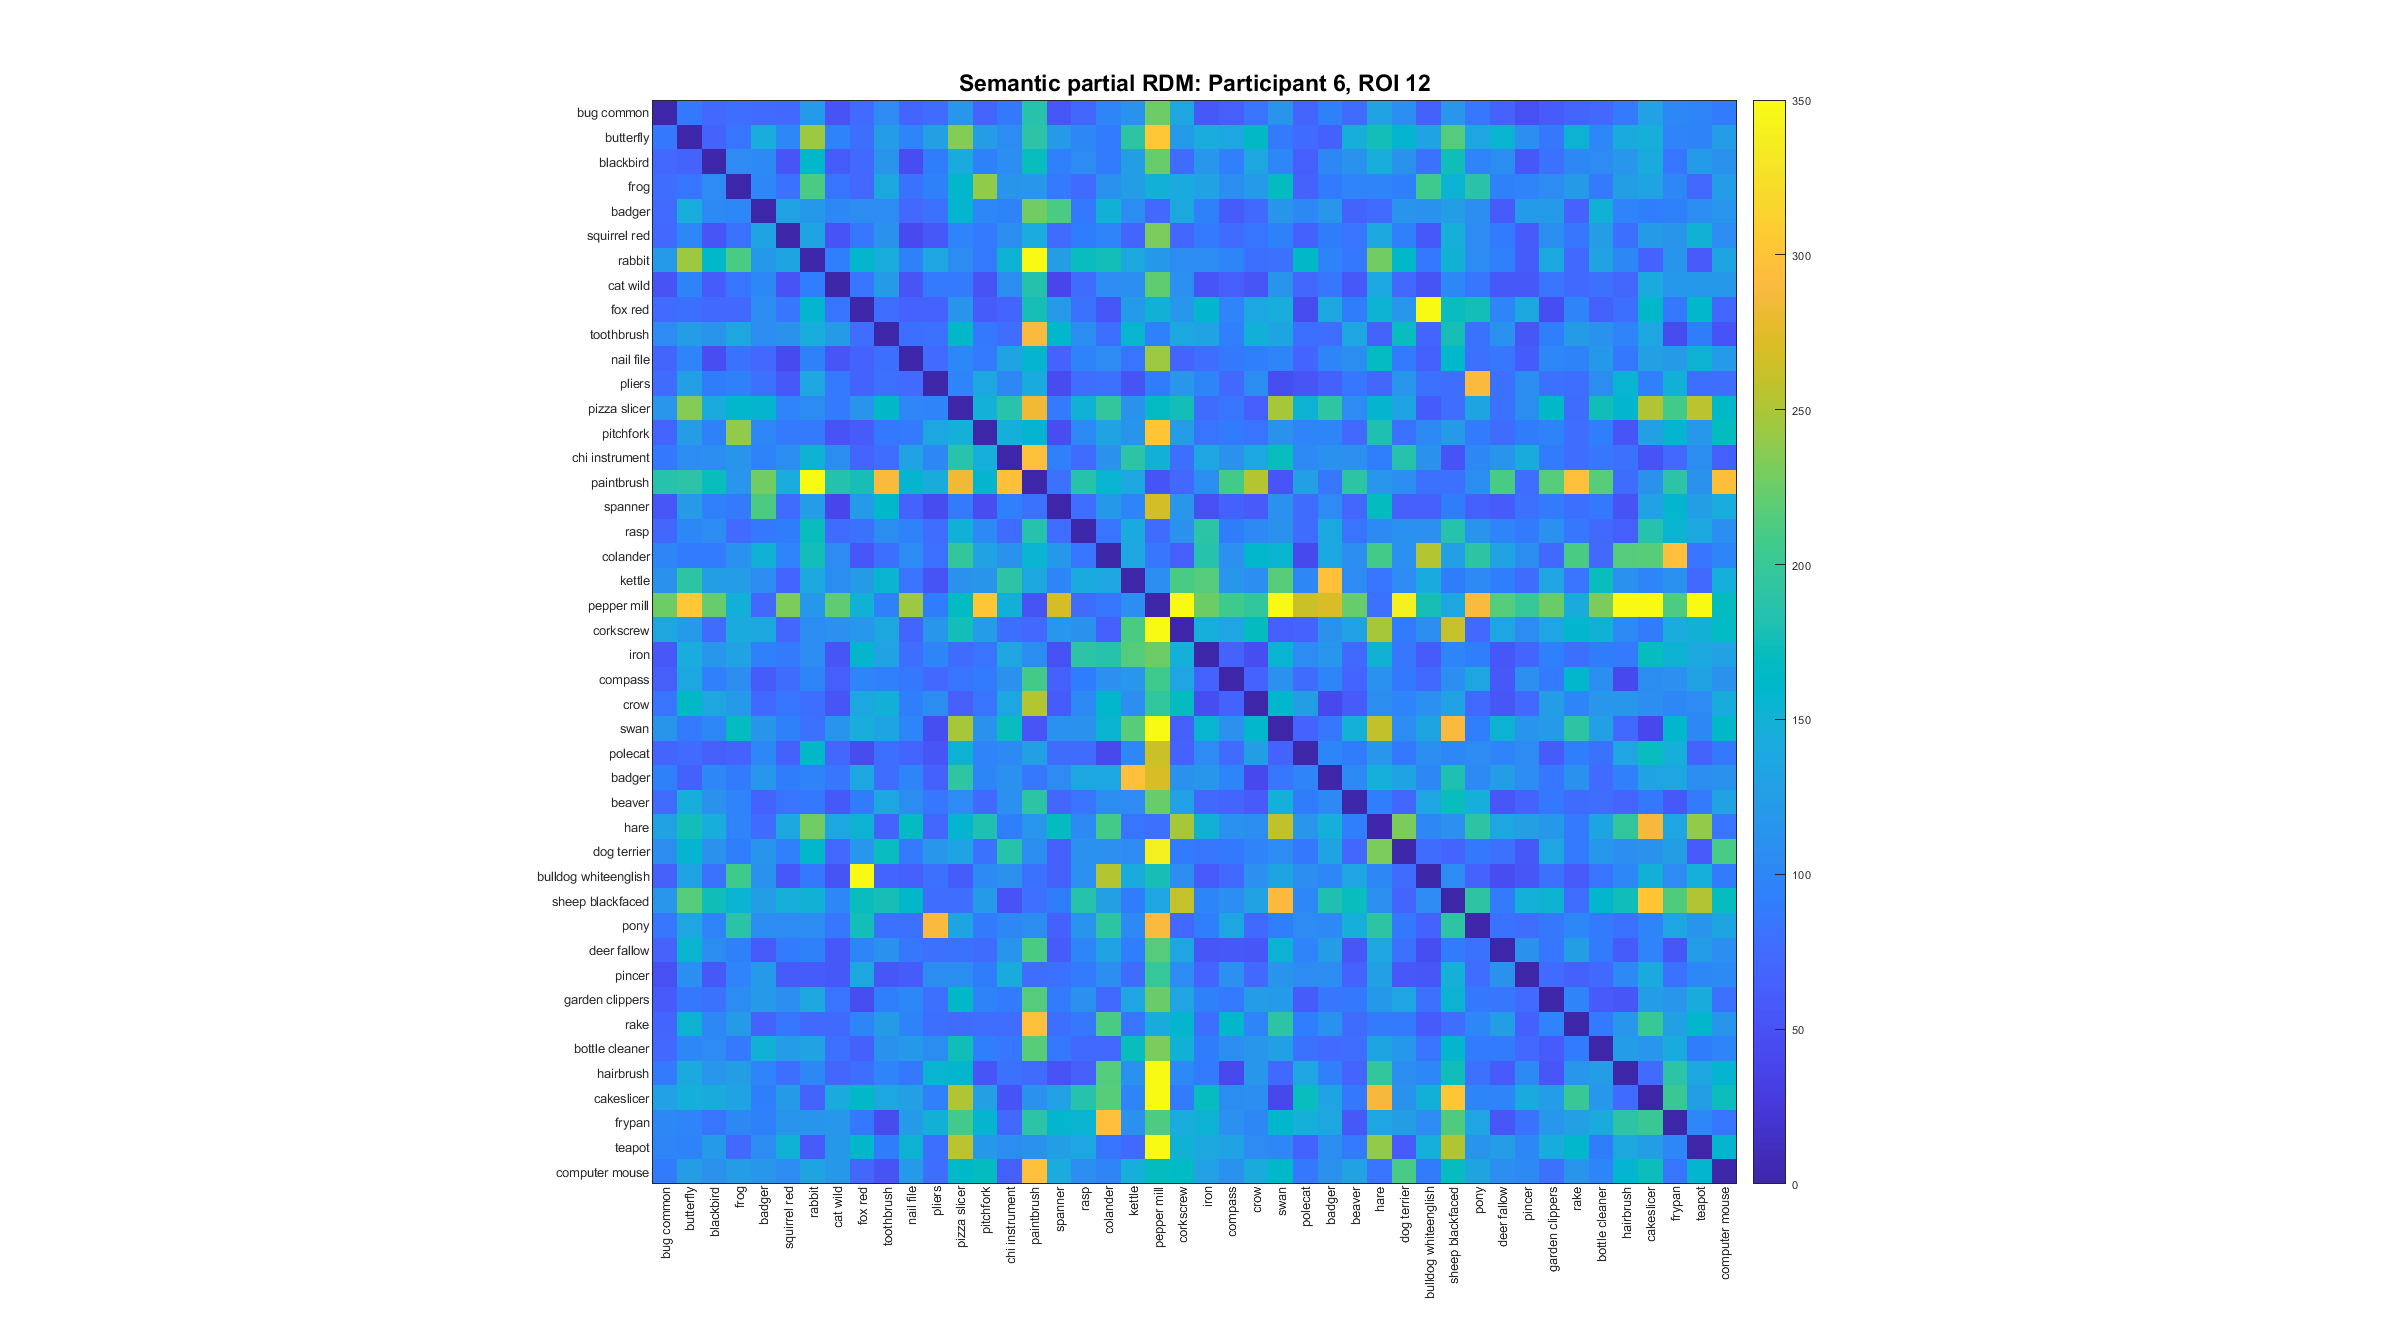 Semantic partial RDM: Participant 6, ROI 12
bug common
butterfly
blackbird
frog
badger
squirrel red
rabbit
cat wild
fox red
toothbrush
nail file
pliers
pizza slicer
pitchfork
chi instrument
paintbrush
spanner
rasp
colander
kettle
pepper mill
corkscrew
iron
compass
crow
swan
polecat
badger
beaver
hare
dog terrier
bulldog whiteenglish
sheep blackfaced
pony
deer fallow
pincer
garden clippers
rake
bottle cleaner
hairbrush
cakeslicer
frypan
teapot
computer mouse
bug common
butterfly
blackbird
frog
badger
squirrel red
rabbit
cat wild
fox red
toothbrush
nail file
pliers
pizza slicer
pitchfork
chi instrument
paintbrush
spanner
rasp
colander
kettle
pepper mill
corkscrew
iron
compass
crow
swan
polecat
badger
beaver
hare
dog terrier
bulldog whiteenglish
sheep blackfaced
pony
deer fallow
pincer
garden clippers
rake
bottle cleaner
hairbrush
cakeslicer
frypan
teapot
computer mouse
350
300
250
200
150
100
50
0